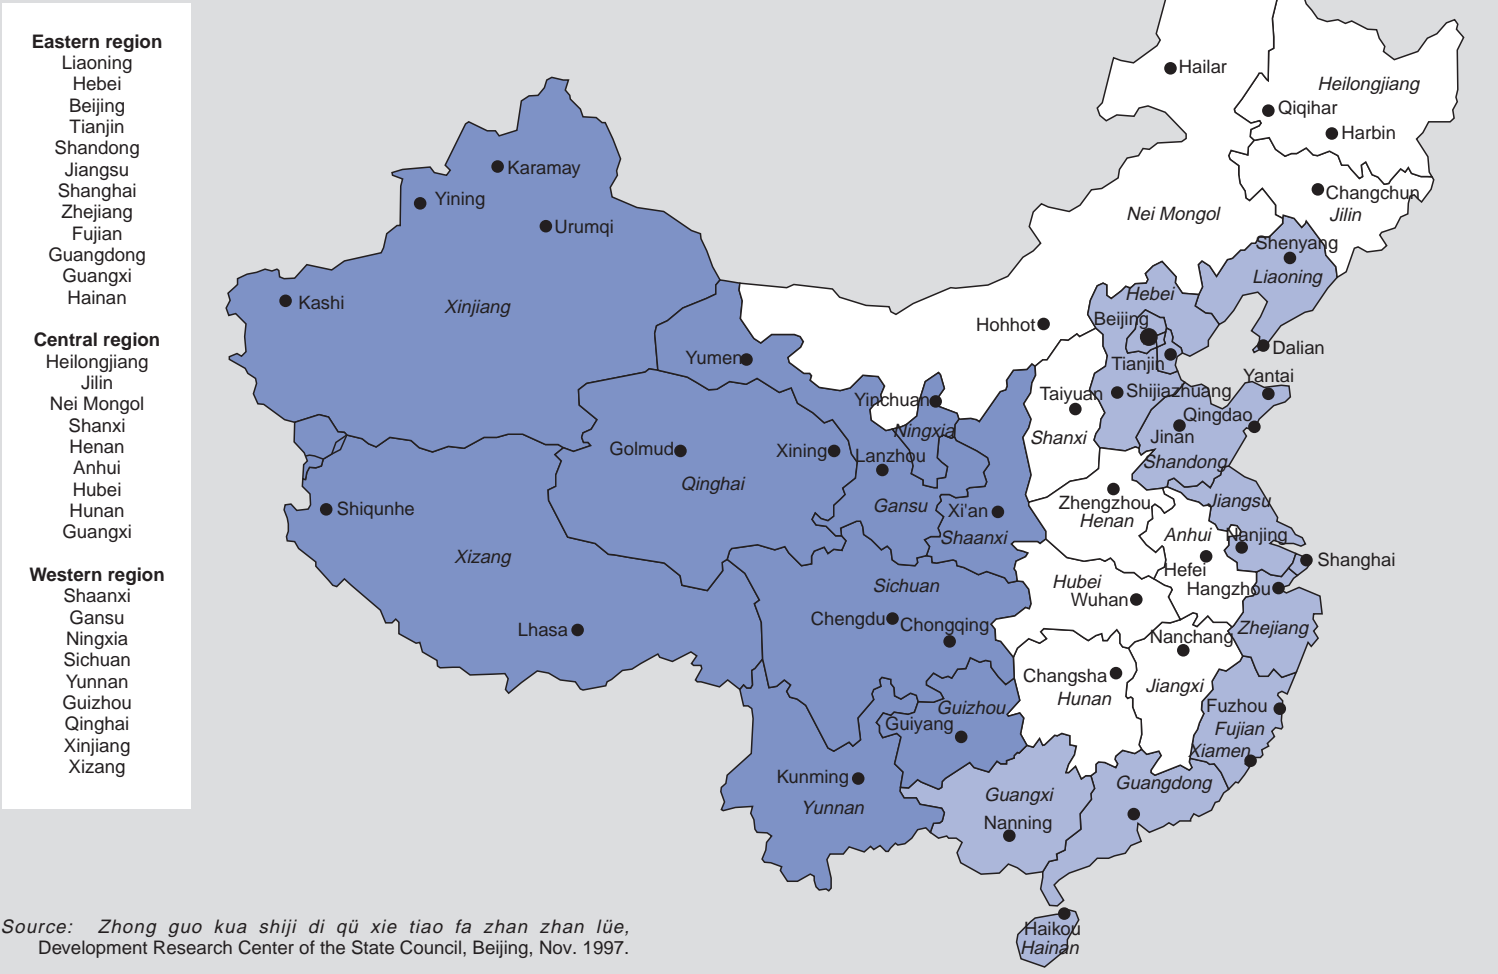 Eastern region
Liaoning
Hebei
Beijing
Tianjin
Shandong
Jiangsu
Shanghai
Zhejiang
Fujian
Guangdong
Guangxi
Hainan
Central region
Heilongjiang
Jilin
Nei Mongol
Shanxi
Henan
Anhui
Hubei
Hunan
Guangxi
Western region
Shaanxi
Gansu
Ningxia
Sichuan
Yunnan
Guizhou
Qinghai
Xinjiang
Xizang
Hailar
Heilongjiang
Qiqihar
Harbin
Karamay
Changchun
Yining
Jilin
Nei Mongol
Urumqi
Shenyang
Liaoning
Hebei
Kashi
Xinjiang
Beijing
Hohhot
Dalian
Yumen
Tianjin
Yantai
Yinchuan
Taiyuan
Shijiazhuang
Qingdao
Ningxia
Shanxi
Jinan
Golmud
Xining
Lanzhou
Shandong
Qinghai
Zhengzhou
Jiangsu
Shiqunhe
Gansu
Xi'an
Henan
Shaanxi
Anhui
Nanjing
Xizang
Shanghai
Hefei
Sichuan
Hubei
Hangzhou
Wuhan
Chengdu
Chongqing
Lhasa
Zhejiang
Nanchang
Changsha
Jiangxi
Hunan
Guizhou
Fuzhou
Guiyang
Fujian
Xiamen
Kunming
Guangdong
Yunnan
Guangxi
Nanning
Haikou
Hainan
Source: Zhong guo kua shiji di qü xie tiao fa zhan zhan lüe,
Development Research Center of the State Council, Beijing, Nov. 1997.